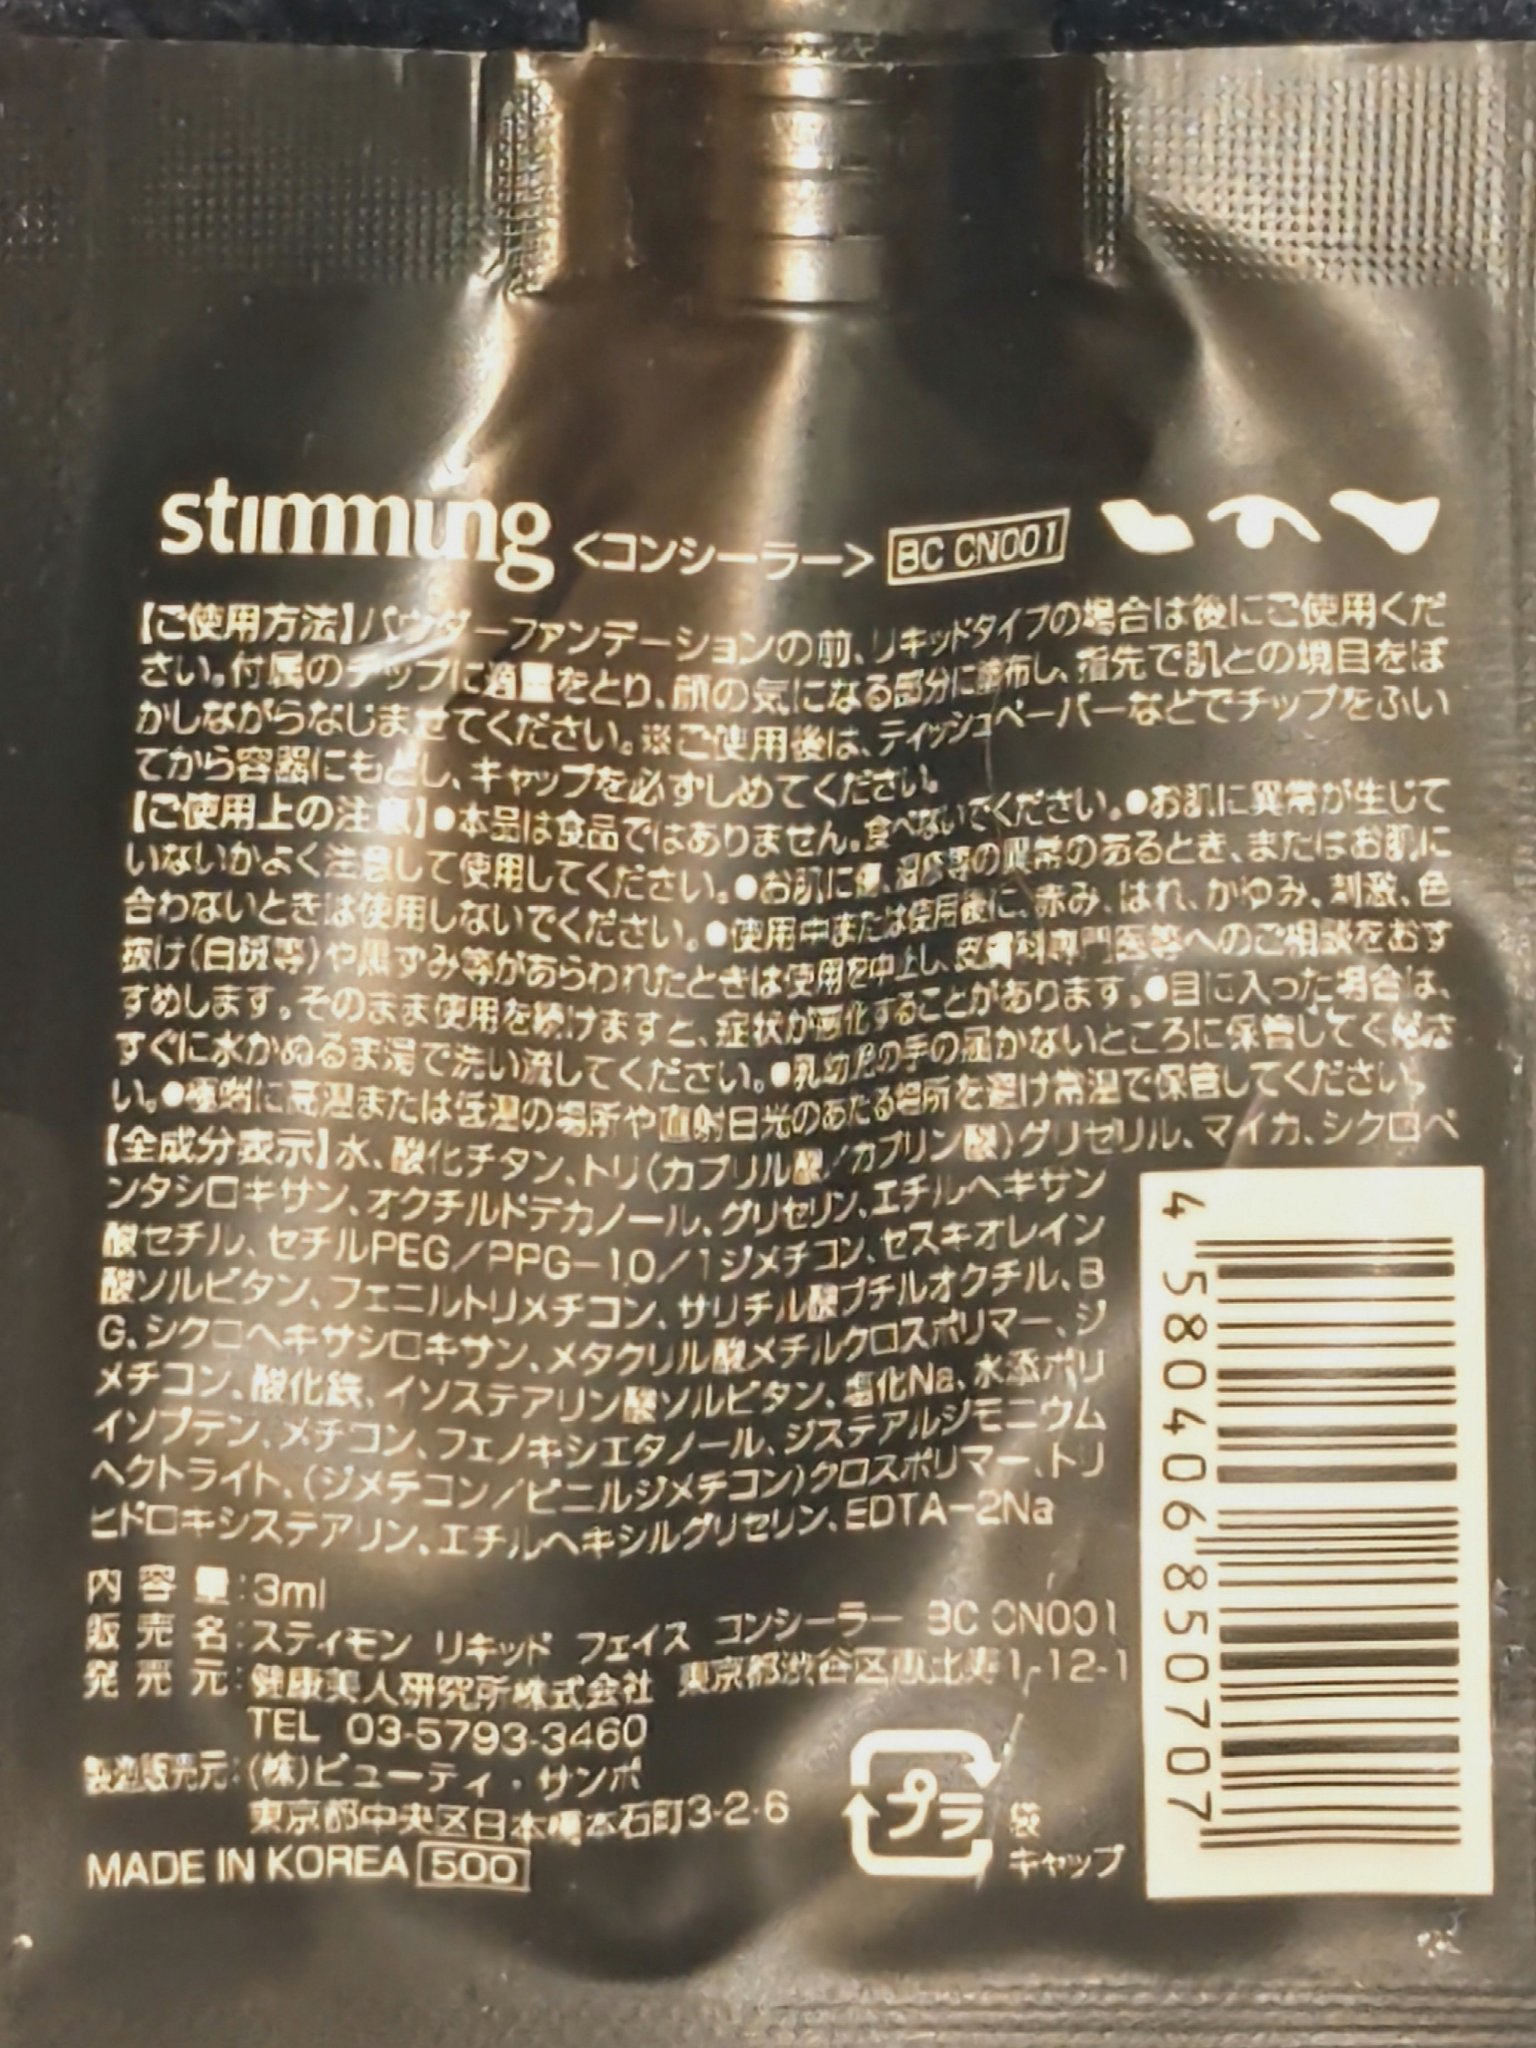 stimmung <コンシーラー> BC CN001
【ご使用方法】パウダーファンデーションの前、リキッドタイプの場合は後にご使用くだ
さい。付属のチップに適量をとり、顔の気になる部分に塗布し、指先で肌との境目をぼ
かしながらなじませてください。※ご使用後は、ティッシュペーパーなどでチップをふい
てから容器にもどし、キャップを必ずしめてください。
【ご使用上の注意】●本品は食品ではありません。食べないでください。●お肌に異常が生じて
いないかよく注意して使用してください。●お肌に傷、湿疹等の異常のあるとき、またはお肌に
合わないときは使用しないでください。●使用中または使用後に、赤み、はれ、かゆみ、刺激、色
抜け(白斑等)や黒ずみ等があらわれたときは使用を中止し、皮膚科専門医等へのご相談をおす
すめします。そのまま使用を続けますと、症状が悪化することがあります。●目に入った場合は、
すぐに水かぬるま湯で洗い流してください。●乳幼児の手の届かないところに保管してくださ
い。●極端に高温または低温の場所や直射日光のあたる場所を避け常温で保管してください。
【全成分表示】水、酸化チタン、トリ(カプリル酸/カプリン酸)グリセリル、マイカ、シクロペ
ンタシロキサン、オクチルドデカノール、グリセリン、エチルヘキサン
酸セチル、セチルPEG/PPG-10/1ジメチコン、セスキオレイン
酸ソルビタン、フェニルトリメチコン、サリチル酸ブチルオクチル、B
G、シクロヘキサシロキサン、メタクリル酸メチルクロスポリマー、ジ
メチコン、酸化鉄、イソステアリン酸ソルビタン、塩化Na、水添ポリ
イソブテン、メチコン、フェノキシエタノール、ジステアルジモニウム
ヘクトライト、(ジメチコン/ビニルジメチコン)クロスポリマー、トリ
ヒドロキシステアリン、エチルヘキシルグリセリン、EDTA-2Na
内容量:3ml
販売名:スティモン リキッド フェイス コンシーラー BC CN001
発売元:健康美人研究所株式会社 東京都渋谷区恵比寿1-12-1
TEL 03-5793-3460
製造販売元:(株)ビューティ・サンポ
東京都中央区日本橋本石町3-2-6
MADE IN KOREA 500
プラ
袋
キャップ
4 580406 850707